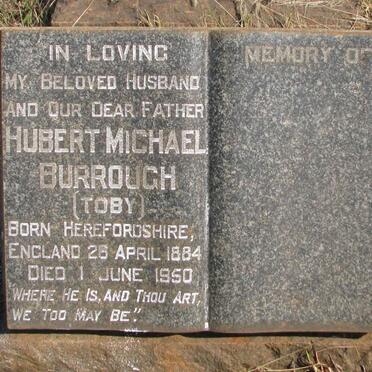 IN LOVING MEMORY OF
MY BELOVED HUSBAND
AND OUR DEAR FATHER
HUBERT MICHAEL
BURROUGH
(TOBY)
BORN HEREFORDSHIRE,
ENGLAND 26 APRIL 1884
DIED 1 JUNE 1950
"WHERE HE IS, AND THOU ART,
WE TOO MAY BE".